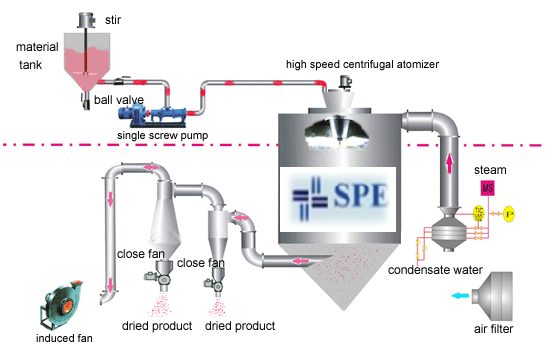 stir
material
tank
high speed centrifugal atomizer
ball valve
single screw pump
SPE
steam
MS
P
close fan
close fan
condensate water
dried product
dried product
induced fan
air filter